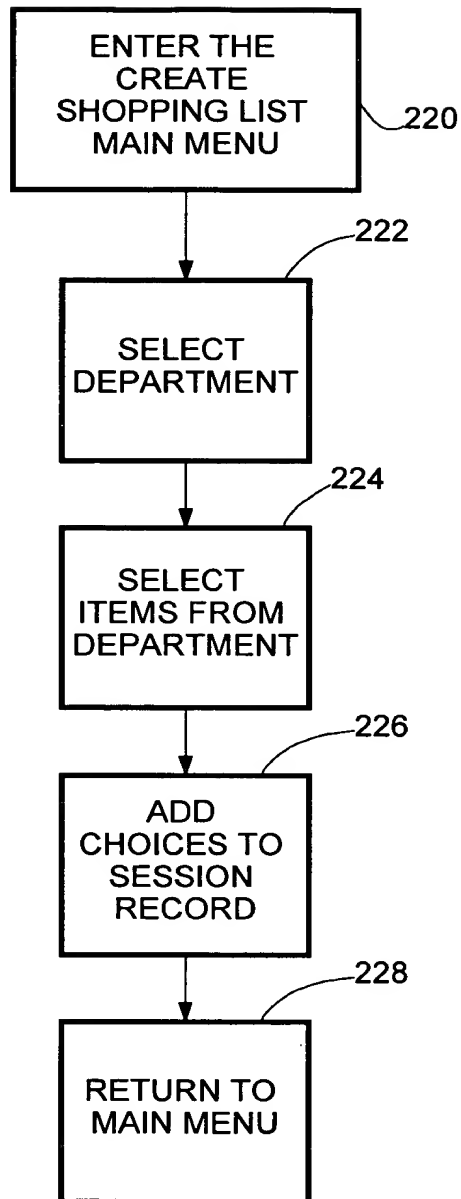 ENTER THE
CREATE
SHOPPING LIST
MAIN MENU
220
222
SELECT
DEPARTMENT
224
SELECT
ITEMS FROM
DEPARTMENT
226
ADD
CHOICES TO
SESSION
RECORD
228
RETURN TO
MAIN MENU